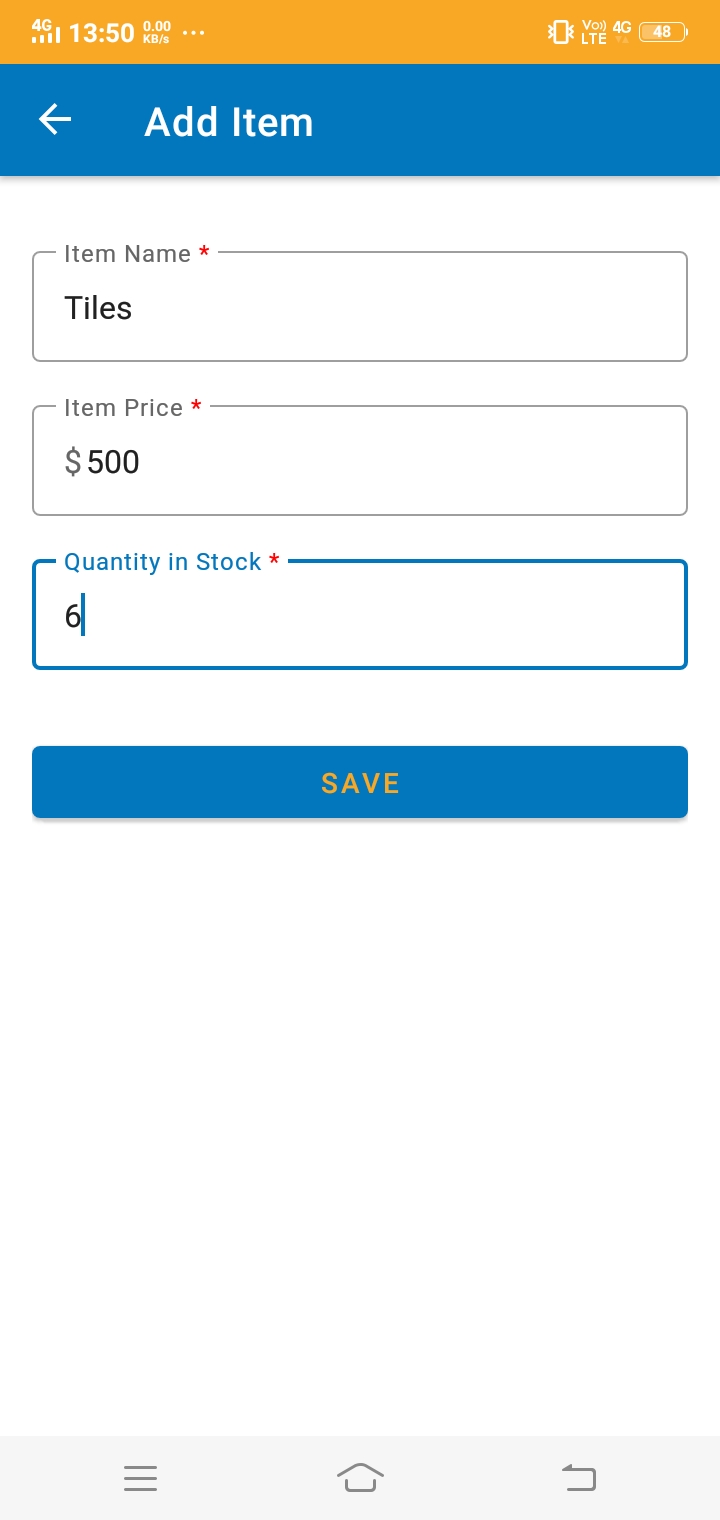 4G 13:50 0.00 KB/s ... Vo)) LTE 4G 48
Add Item
Item Name *
Tiles
Item Price *
$ 500
Quantity in Stock *
6
SAVE